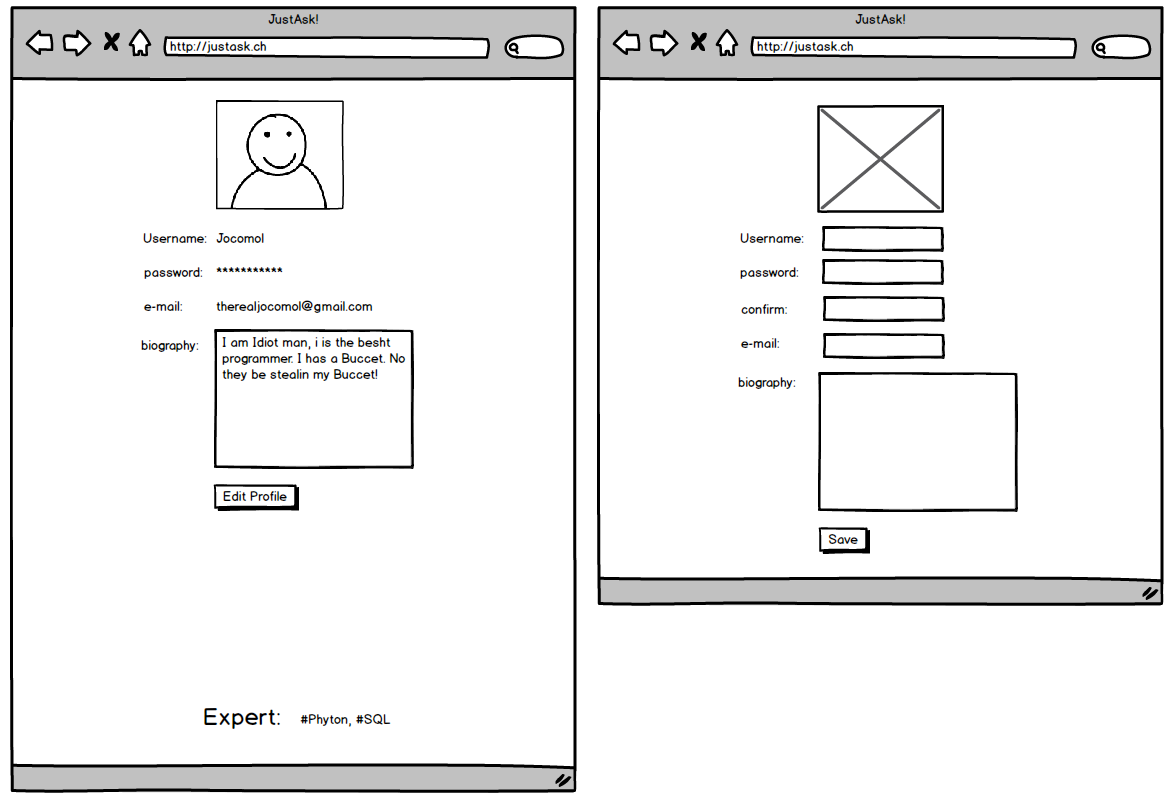 JustAsk!
http://justask.ch
Username: Jocomol
password: ***********
e-mail: therealjocomol@gmail.com
biography: I am Idiot man, i is the besht
programmer. I has a Buccet. No
they be stealin my Buccet!
Edit Profile
Expert: #Phyton, #SQL
JustAsk!
http://justask.ch
Username:
password:
confirm:
e-mail:
biography:
Save